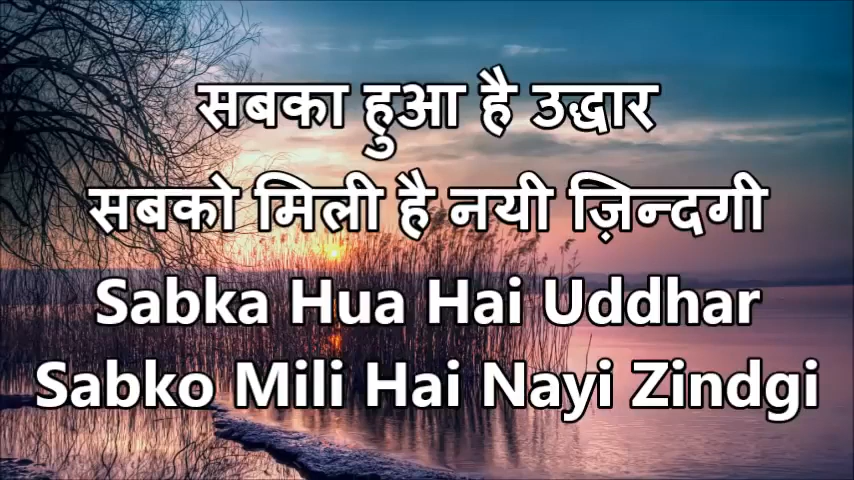 सबका हुआ है उद्धार
सबको मिली है नयी ज़िन्दगी
Sabka Hua Hai Uddhar
Sabko Mili Hai Nayi Zindgi